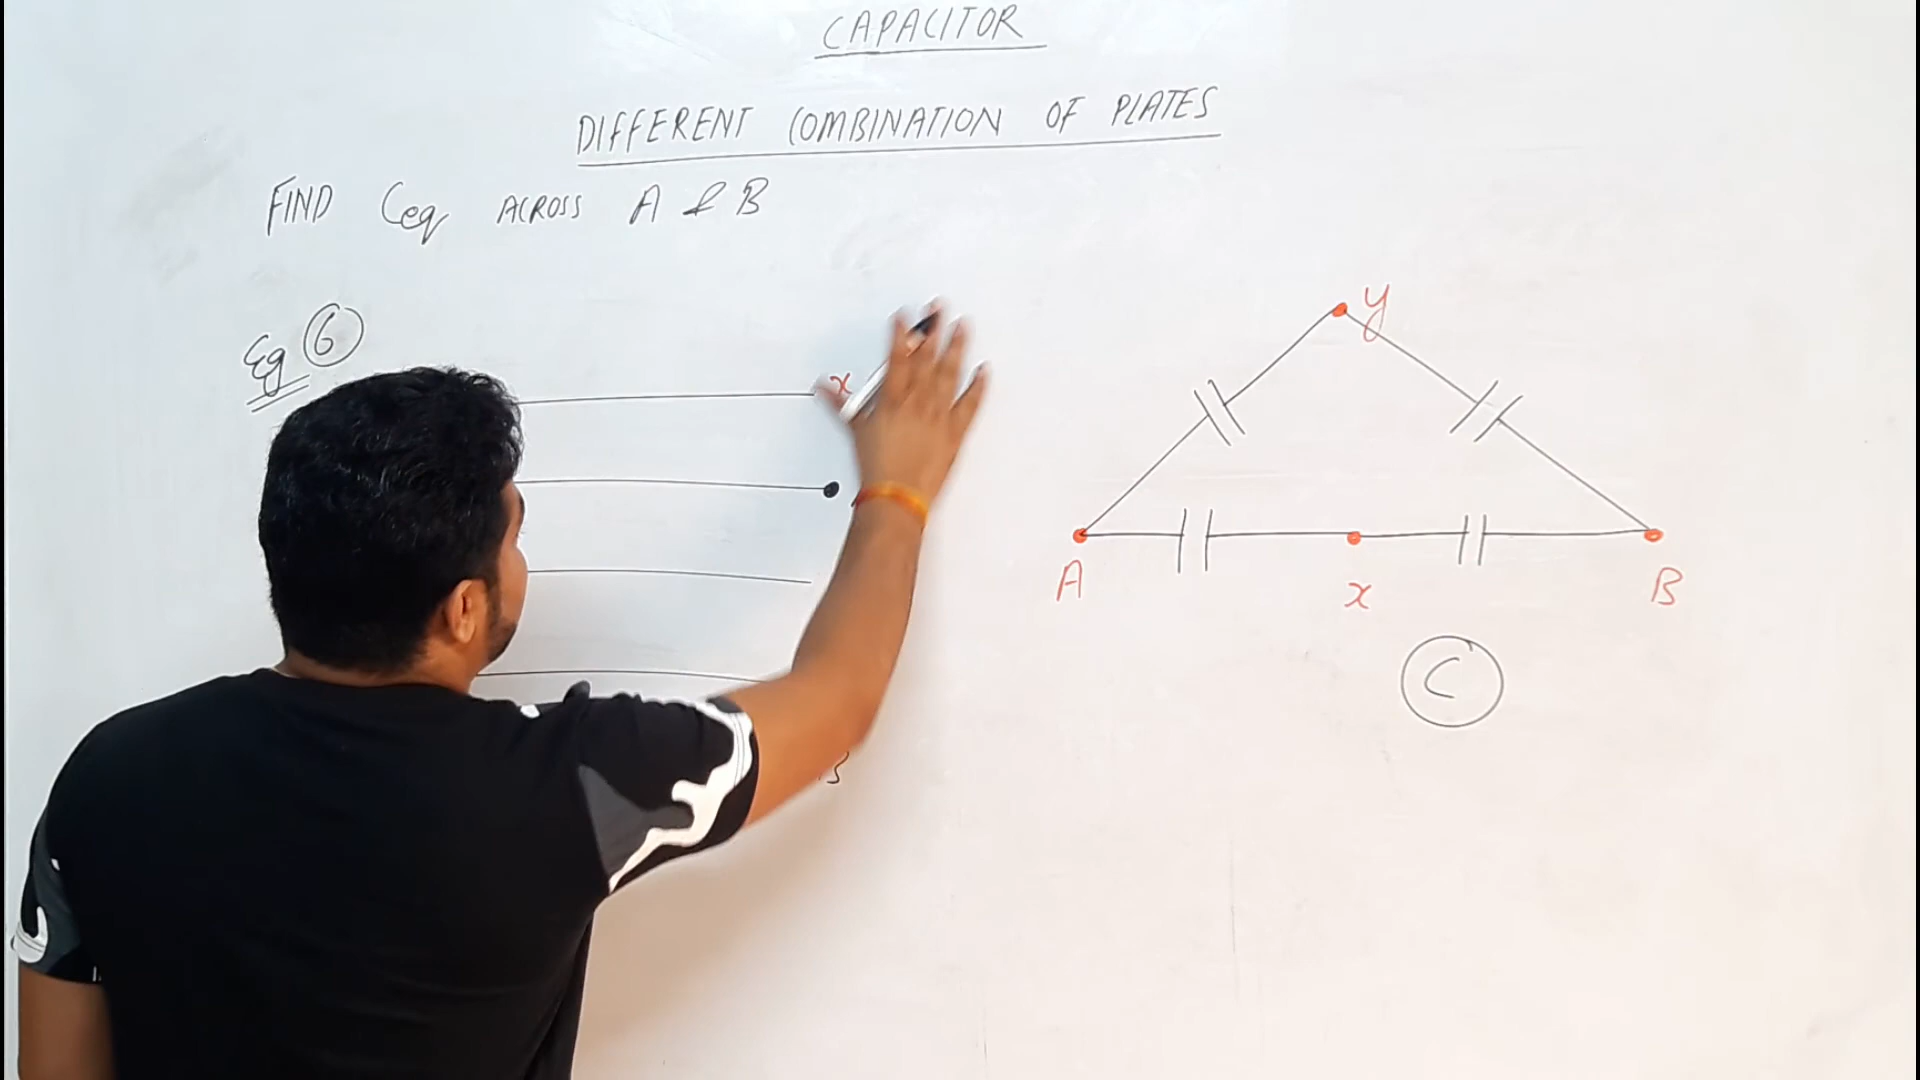 CAPACITOR
DIFFERENT COMBINATION OF PLATES
FIND Ceq ACROSS A & B
Eg 6
x
y
A x B
C
B